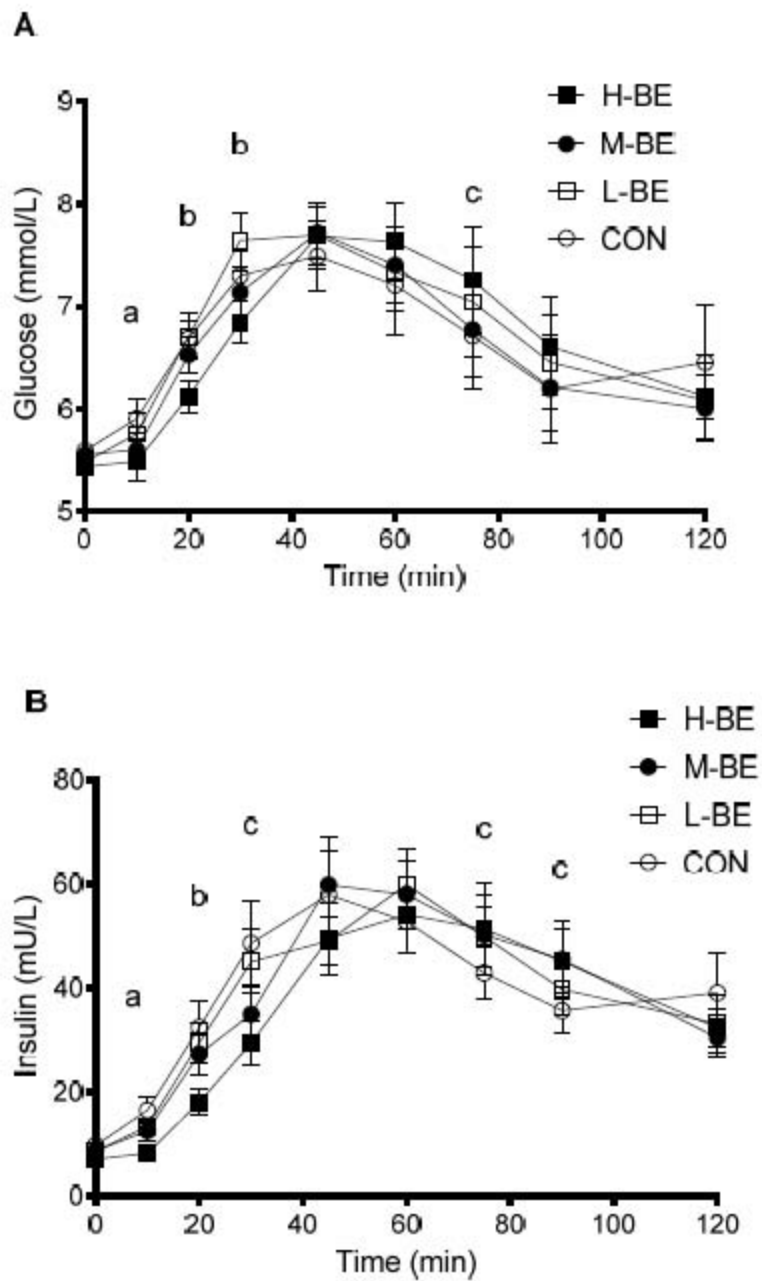 A
9
8
7
6
5
Glucose (mmol/L)
H-BE
M-BE
L-BE
CON
a
b
b
c
0 20 40 60 80 100 120
Time (min)
B
80
60
40
20
0
Insulin (mU/L)
H-BE
M-BE
L-BE
CON
a
b
c
c
c
0 20 40 60 80 100 120
Time (min)